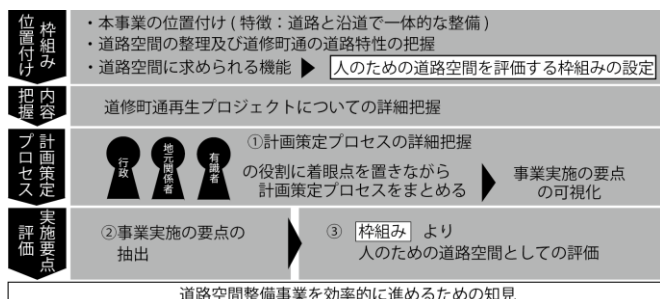 枠組み
位置付け
・本事業の位置付け ( 特徴：道路と沿道で一体的な整備 )
・道路空間の整理及び道修町通の道路特性の把握
・道路空間に求められる機能 ▶ 人のための道路空間を評価する枠組みの設定
内容
把握
道修町通再生プロジェクトについての詳細把握
計画策定
プロセス
行政
地元関係者
有識者
①計画策定プロセスの詳細把握
の役割に着眼点を置きながら
計画策定プロセスをまとめる
事業実施の要点
の可視化
実施要点
評価
②事業実施の要点の
抽出
③ 枠組み より
人のための道路空間としての評価
道路空間整備事業を効率的に進めるための知見